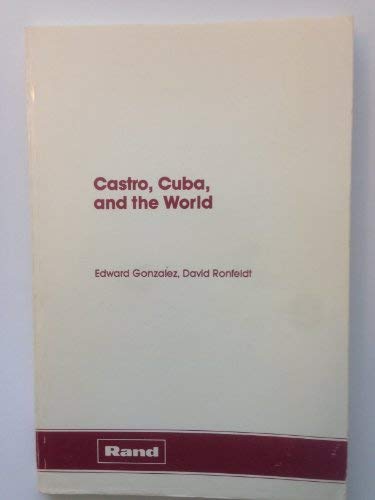 Castro, Cuba,
and the World
Edward Gonzalez, David Ronfeldt
Rand